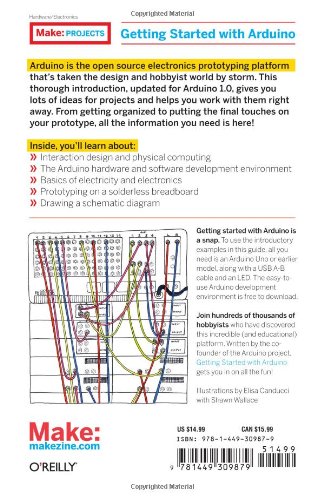 Copyrighted Material
Hardware/Electronics
Make: PROJECTS
Getting Started with Arduino
Arduino is the open source electronics prototyping platform
that's taken the design and hobbyist world by storm. This
thorough introduction, updated for Arduino 1.0, gives you
lots of ideas for projects and helps you work with them right
away. From getting organized to putting the final touches on
your prototype, all the information you need is here!
Inside, you'll learn about:
» Interaction design and physical computing
» The Arduino hardware and software development environment
» Basics of electricity and electronics
» Prototyping on a solderless breadboard
» Drawing a schematic diagram
Getting started with Arduino is
a snap. To use the introductory
examples in this guide, all you
need is an Arduino Uno or earlier
model, along with a USB A-B
cable and an LED. The easy-to-
use Arduino development
environment is free to download.
Join hundreds of thousands of
hobbyists who have discovered
this incredible (and educational)
platform. Written by the co-
founder of the Arduino project,
Getting Started with Arduino
gets you in on all the fun!
Illustrations by Elisa Canducci
with Shawn Wallace
Make:
makezine.com
O'REILLY®
US $14.99
CAN $15.99
ISBN: 978-1-449-30987-9
51499
9 781449 309879
Copyrighted Material